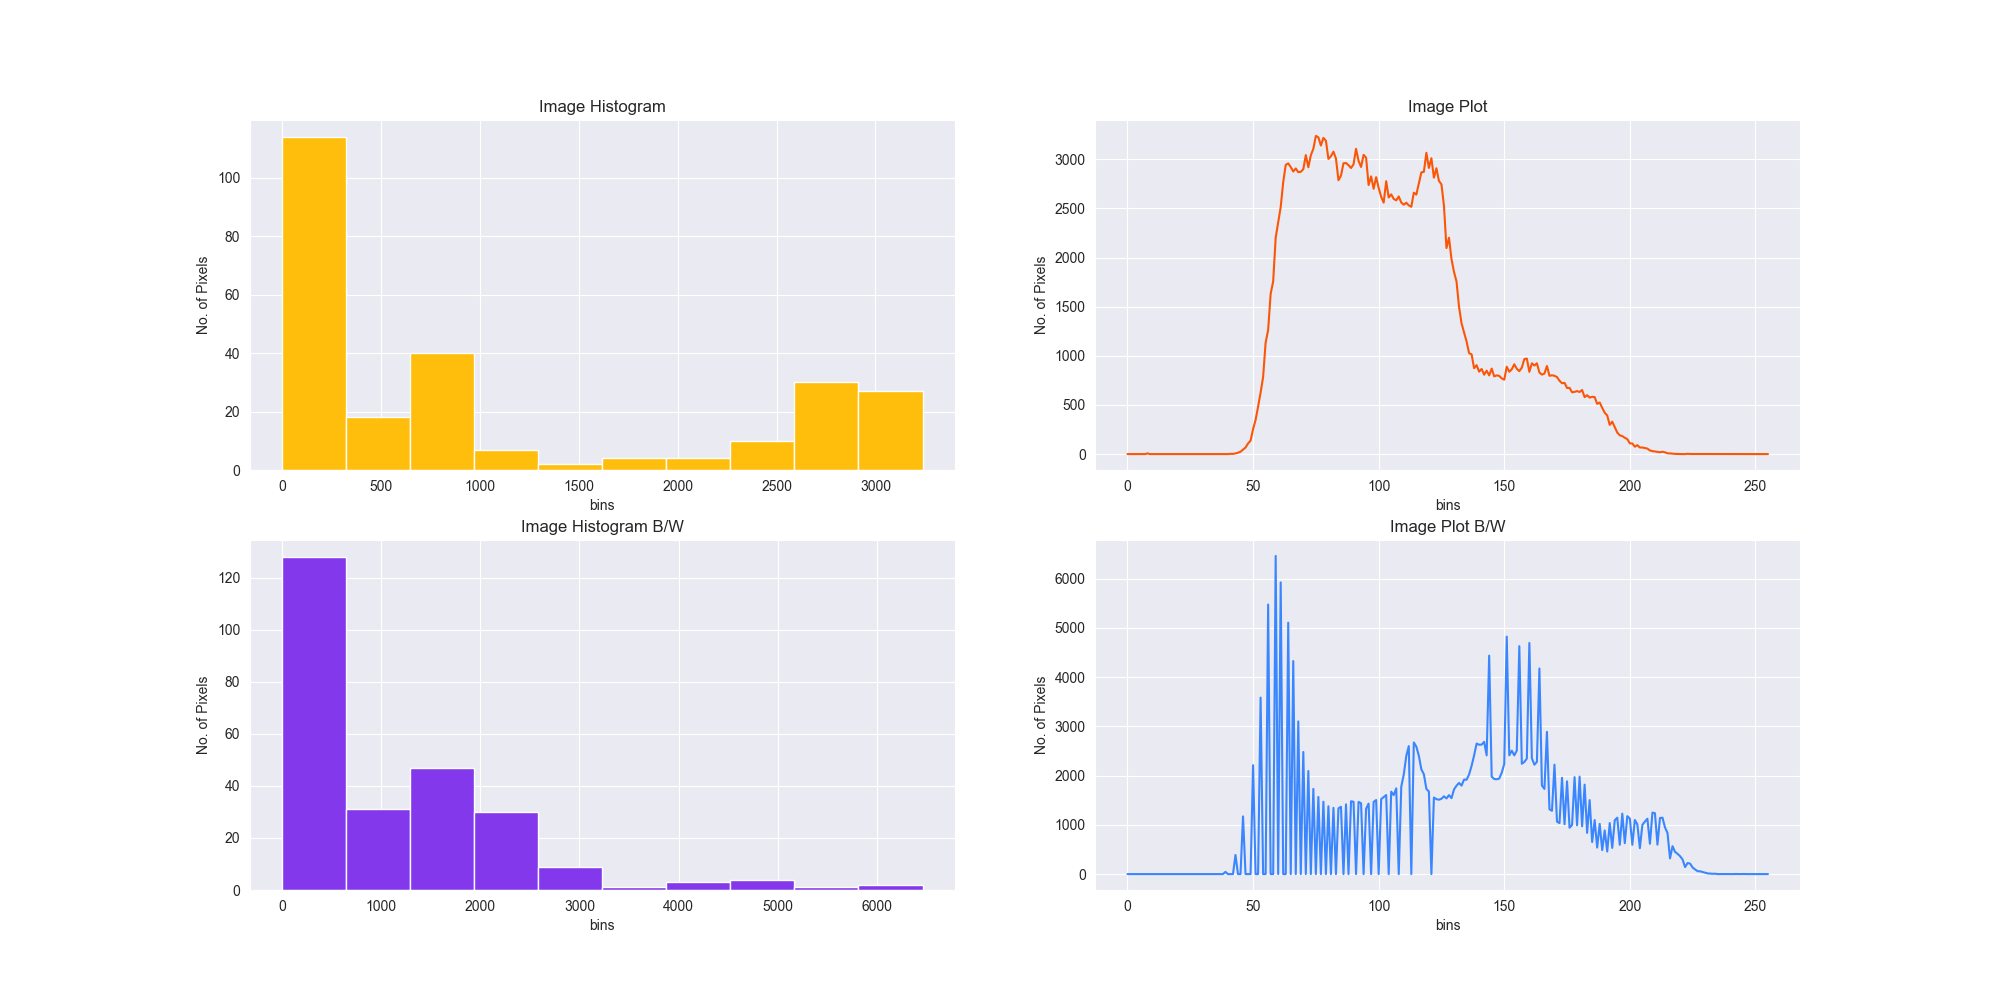 Image Histogram
No. of Pixels
100
80
60
40
20
0
0 500 1000 1500 2000 2500 3000
bins
Image Plot
No. of Pixels
3000
2500
2000
1500
1000
500
0
0 50 100 150 200 250
bins
Image Histogram B/W
No. of Pixels
120
100
80
60
40
20
0
0 1000 2000 3000 4000 5000 6000
bins
Image Plot B/W
No. of Pixels
6000
5000
4000
3000
2000
1000
0
0 50 100 150 200 250
bins